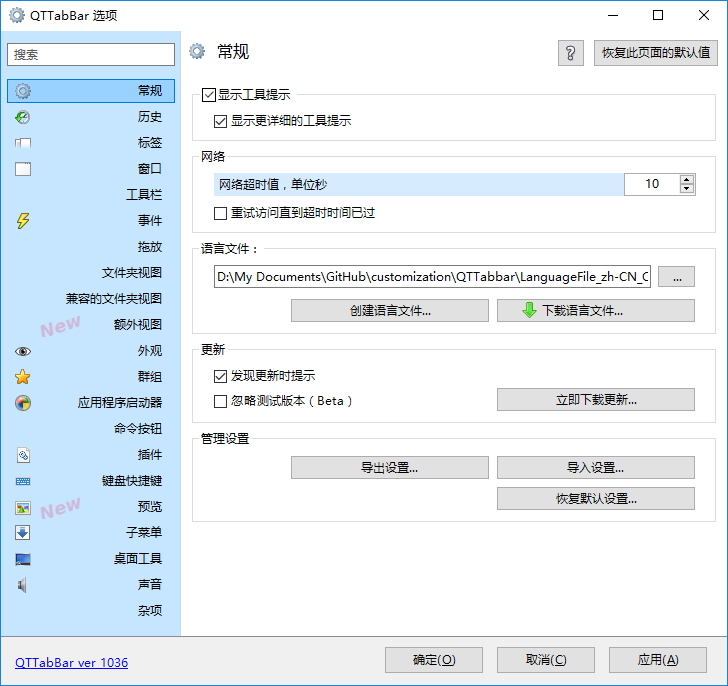 QTTabBar 选项
搜索
常规
历史
标签
窗口
工具栏
事件
拖放
文件夹视图
兼容的文件夹视图
额外视图
New
外观
群组
应用程序启动器
命令按钮
插件
键盘快捷键
预览
New
子菜单
桌面工具
声音
杂项
常规
?
恢复此页面的默认值
显示工具提示
显示更详细的工具提示
网络
网络超时值，单位秒
10
重试访问直到超时时间已过
语言文件：
D:\My Documents\GitHub\customization\QTTabbar\LanguageFile_zh-CN_C
...
创建语言文件...
下载语言文件...
更新
发现更新时提示
忽略测试版本（Beta）
立即下载更新...
管理设置
导出设置...
导入设置...
恢复默认设置...
QTTabBar ver 1036
确定(O)
取消(C)
应用(A)